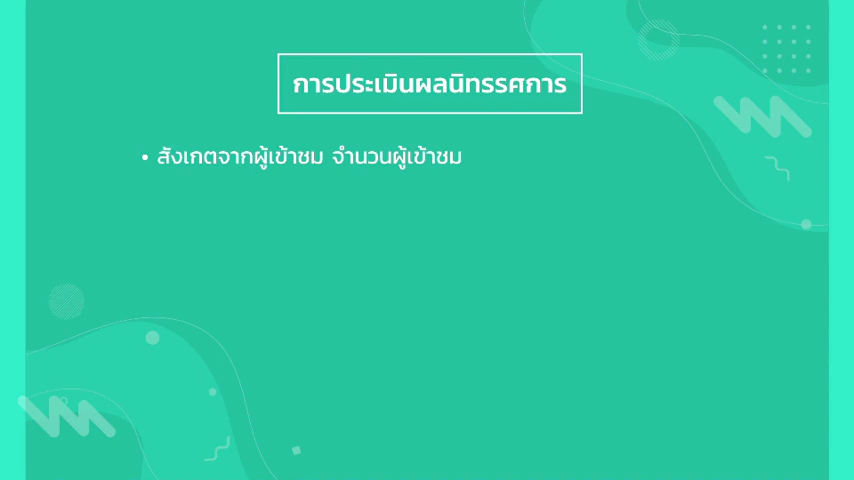 การประเมินผลนิทรรศการ
• สังเกตจากผู้เข้าชม จำนวนผู้เข้าชม